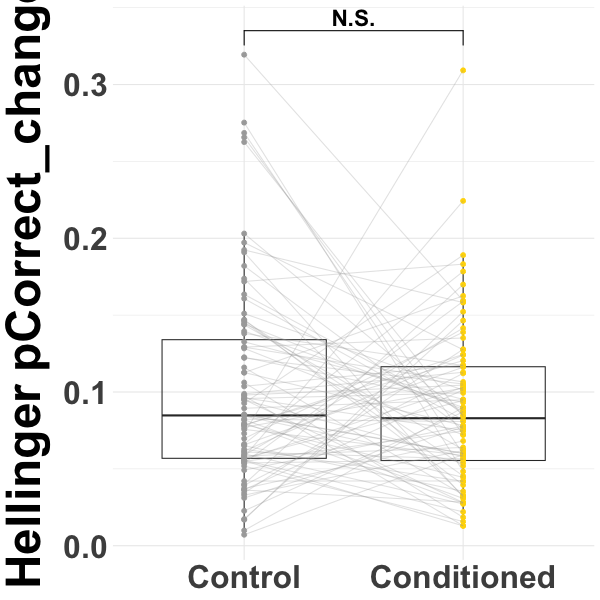 N.S.
Hellinger pCorrect_change
0.3
0.2
0.1
0.0
Control Conditioned